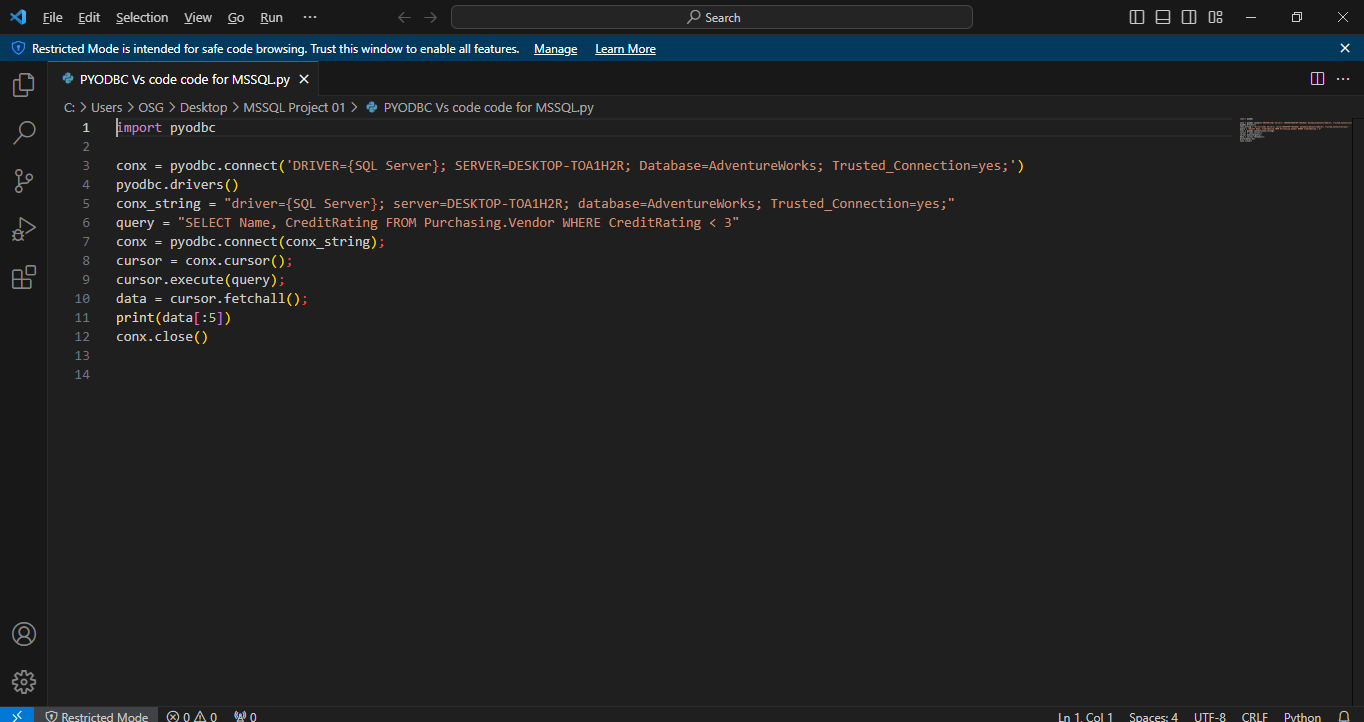 File Edit Selection View Go Run ··· Search
Restricted Mode is intended for safe code browsing. Trust this window to enable all features. Manage Learn More
PYODBC Vs code code for MSSQL.py
C: > Users > OSG > Desktop > MSSQL Project 01 > PYODBC Vs code code for MSSQL.py
1 import pyodbc
2
3 conx = pyodbc.connect('DRIVER={SQL Server}; SERVER=DESKTOP-TOA1H2R; Database=AdventureWorks; Trusted_Connection=yes;')
4 pyodbc.drivers()
5 conx_string = "driver={SQL Server}; server=DESKTOP-TOA1H2R; database=AdventureWorks; Trusted_Connection=yes;"
6 query = "SELECT Name, CreditRating FROM Purchasing.Vendor WHERE CreditRating < 3"
7 conx = pyodbc.connect(conx_string);
8 cursor = conx.cursor();
9 cursor.execute(query);
10 data = cursor.fetchall();
11 print(data[:5])
12 conx.close()
13
14
Restricted Mode 0 0 0 Ln 1, Col 1 Spaces: 4 UTF-8 CRLF Python